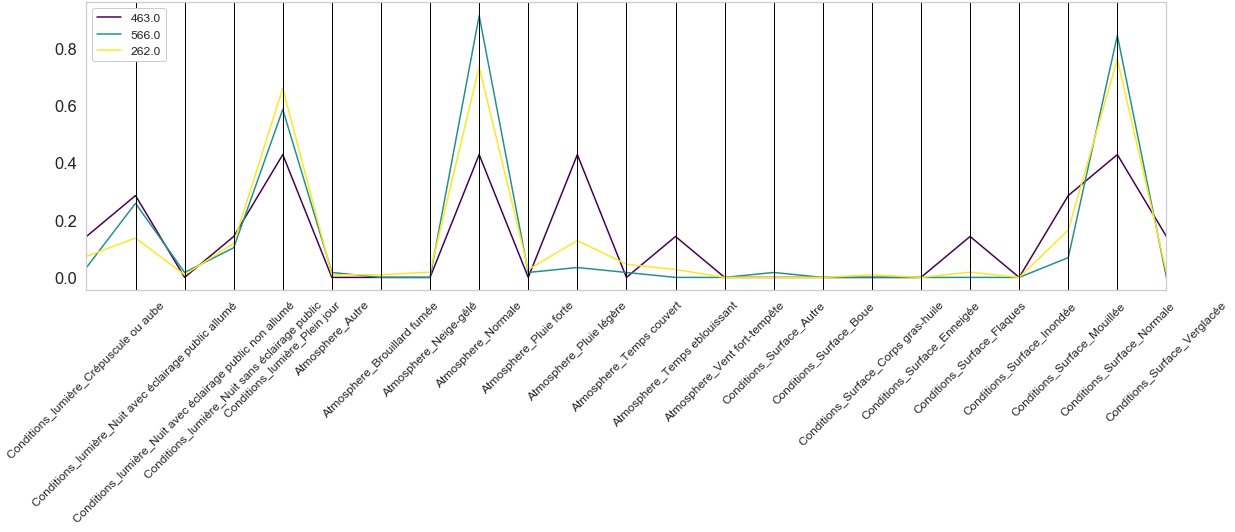 463.0
566.0
262.0
0.8
0.6
0.4
0.2
0.0
Conditions_lumière_Crépuscule ou aube
Conditions_lumière_Nuit avec éclairage public allumé
Conditions_lumière_Nuit avec éclairage public non allumé
Conditions_lumière_Nuit sans éclairage public
Conditions_lumière_Plein jour
Atmosphere_Autre
Atmosphere_Brouillard fumée
Atmosphere_Neige-gêlé
Atmosphere_Normale
Atmosphere_Pluie forte
Atmosphere_Pluie légère
Atmosphere_Temps couvert
Atmosphere_Temps eblouissant
Atmosphere_Vent fort-tempête
Conditions_Surface_Autre
Conditions_Surface_Boue
Conditions_Surface_Corps gras-huile
Conditions_Surface_Enneigée
Conditions_Surface_Flaques
Conditions_Surface_Inondée
Conditions_Surface_Mouillée
Conditions_Surface_Normale
Conditions_Surface_Verglacée